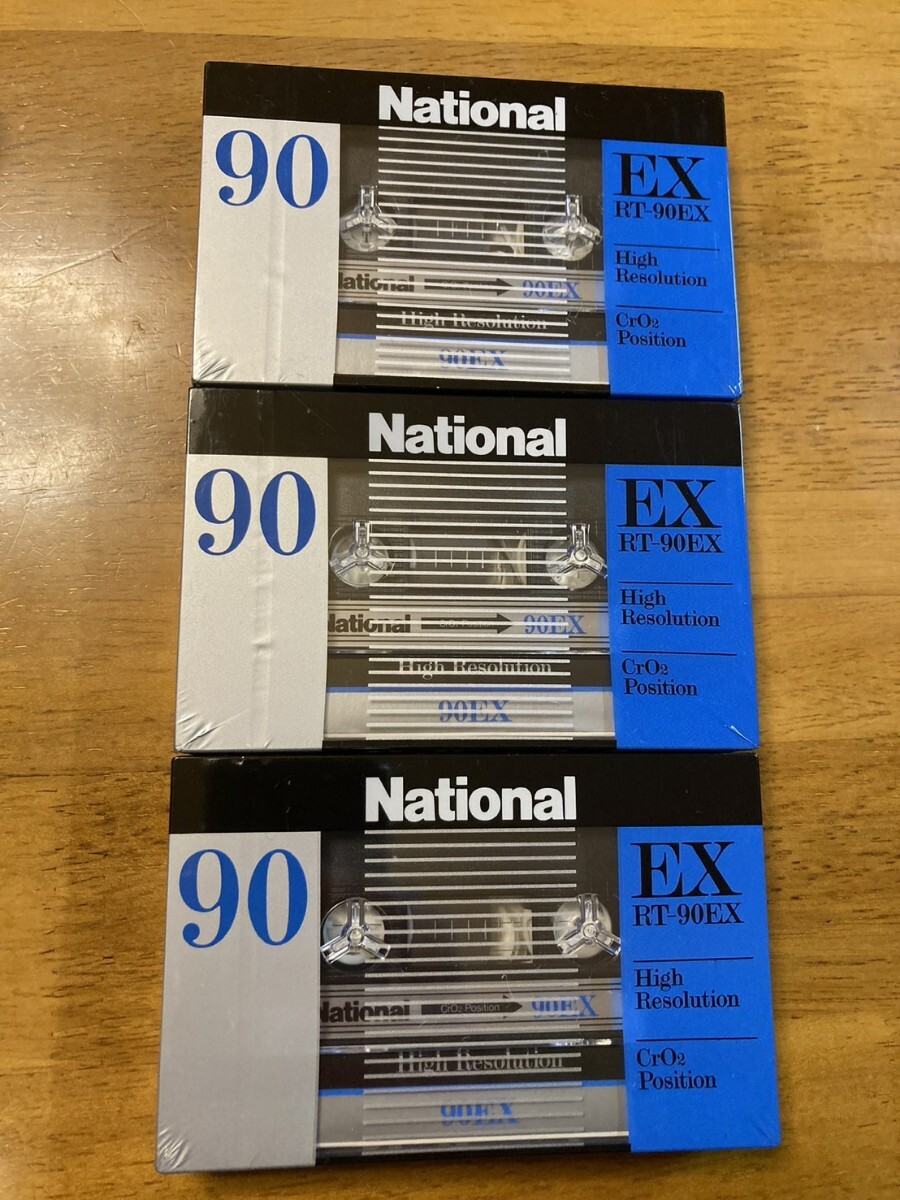 National
90
EX
RT-90EX
High
Resolution
CrO2
Position
National 90EX
High Resolution
90EX
National
90
EX
RT-90EX
High
Resolution
CrO2
Position
National CrO2 Position 90EX
High Resolution
90EX
National
90
EX
RT-90EX
High
Resolution
CrO2
Position
National CrO2 Position 90EX
High Resolution
90EX